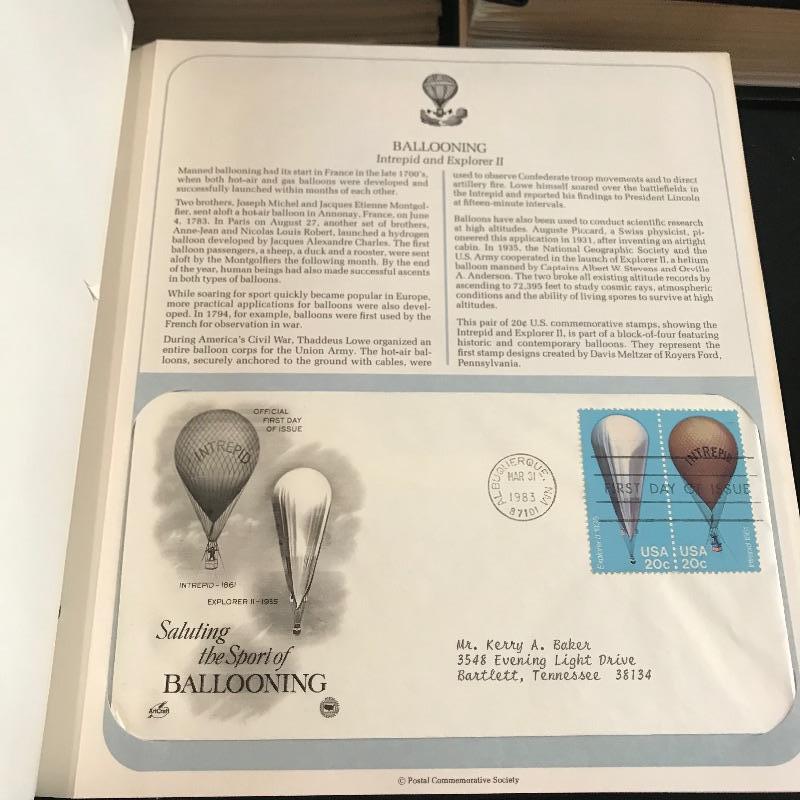 BALLOONING
Intrepid and Explorer II
Manned ballooning had its start in France in the late 1700's,
when both hot-air and gas balloons were developed and
successfully launched within months of each other.
Two brothers, Joseph Michel and Jacques Etienne Montgol-
fier, sent aloft a hot-air balloon in Annonay, France, on June
4, 1783. In Paris on August 27, another set of brothers,
Anne-Jean and Nicolas Louis Robert, launched a hydrogen
balloon developed by Jacques Alexandre Charles. The first
balloon passengers, a sheep, a duck and a rooster, were sent
aloft by the Montgolfiers the following month. By the end
of the year, human beings had also made successful ascents
in both types of balloons.
While soaring for sport quickly became popular in Europe,
more practical applications for balloons were also devel-
oped. In 1794, for example, balloons were first used by the
French for observation in war.
During America's Civil War, Thaddeus Lowe organized an
entire balloon corps for the Union Army. The hot-air bal-
loons, securely anchored to the ground with cables, were
used to observe Confederate troop movements and to direct
artillery fire. Lowe himself soared over the battlefields in
the Intrepid and reported his findings to President Lincoln
at fifteen-minute intervals.
Balloons have also been used to conduct scientific research
at high altitudes. Auguste Piccard, a Swiss physicist, pi-
oneered this application in 1931, after inventing an airtight
cabin. In 1935, the National Geographic Society and the
U.S. Army cooperated in the launch of Explorer II, a helium
balloon manned by Captains Albert W. Stevens and Orville
A. Anderson. The two broke all existing altitude records by
ascending to 72,395 feet to study cosmic rays, atmospheric
conditions and the ability of living spores to survive at high
altitudes.
This pair of 20¢ U.S. commemorative stamps, showing the
Intrepid and Explorer II, is part of a block-of-four featuring
historic and contemporary balloons. They represent the
first stamp designs created by Davis Meltzer of Royers Ford,
Pennsylvania.
OFFICIAL
FIRST DAY
OF ISSUE
INTREPID
INTREPID-1861
EXPLORER II-1935
Saluting
the Sport of
BALLOONING
ArtCraft
ALBUQUERQUE, NM
MAR 31
1983
87101
INTREPID
FIRST DAY OF ISSUE
USA
20c
USA
20c
Mr. Kerry A. Baker
3548 Evening Light Drive
Bartlett, Tennessee 38134
© Postal Commemorative Society